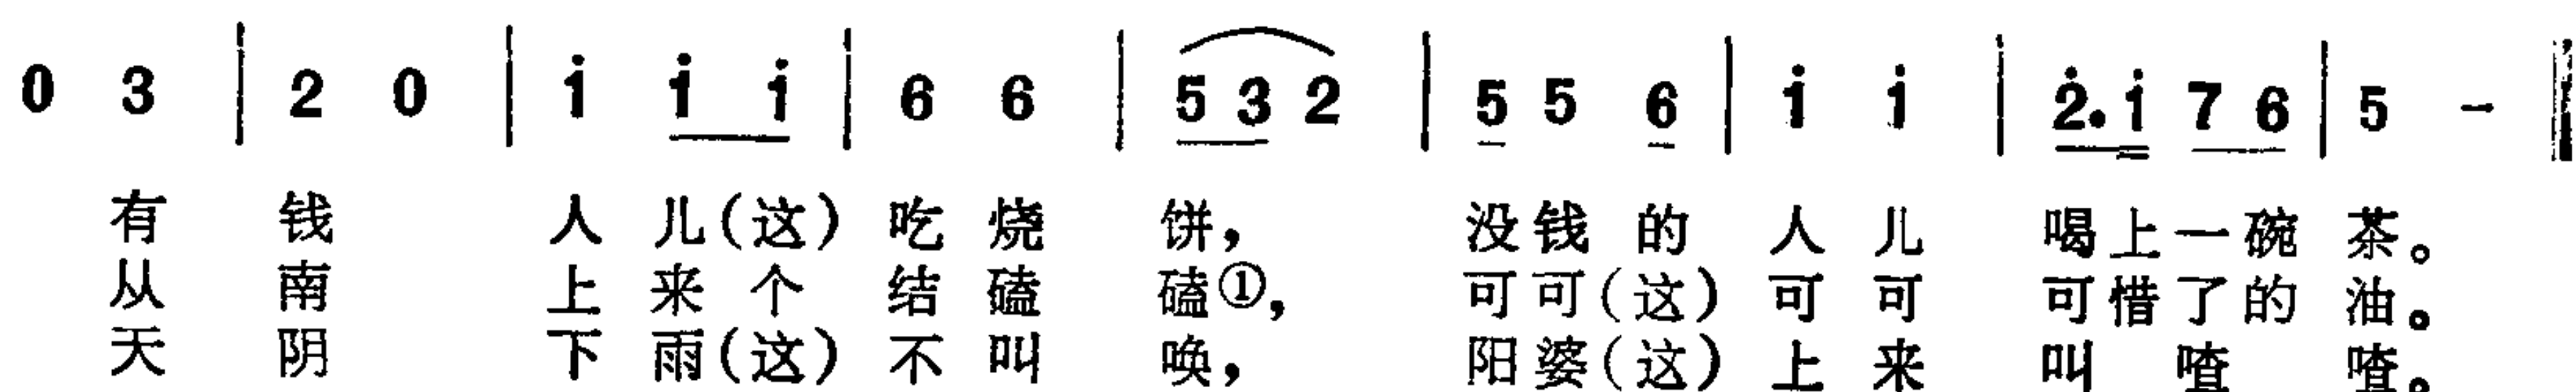 0 3 | 2 0 | i i i | 6 6 | 5 3 2 | 5 5 6 | i i | 2̇. i 7 6 | 5 - ‖
有 钱 人 儿(这) 吃 烧 饼, 没 钱 的 人 儿 喝 上 一 碗 茶。
从 南 上 来 个 结 磕 磕①, 可 可(这) 可 可 可 惜 了 的 油。
天 阴 下 雨(这) 不 叫 唤, 阳 婆(这) 上 来 叫 喳 喳。